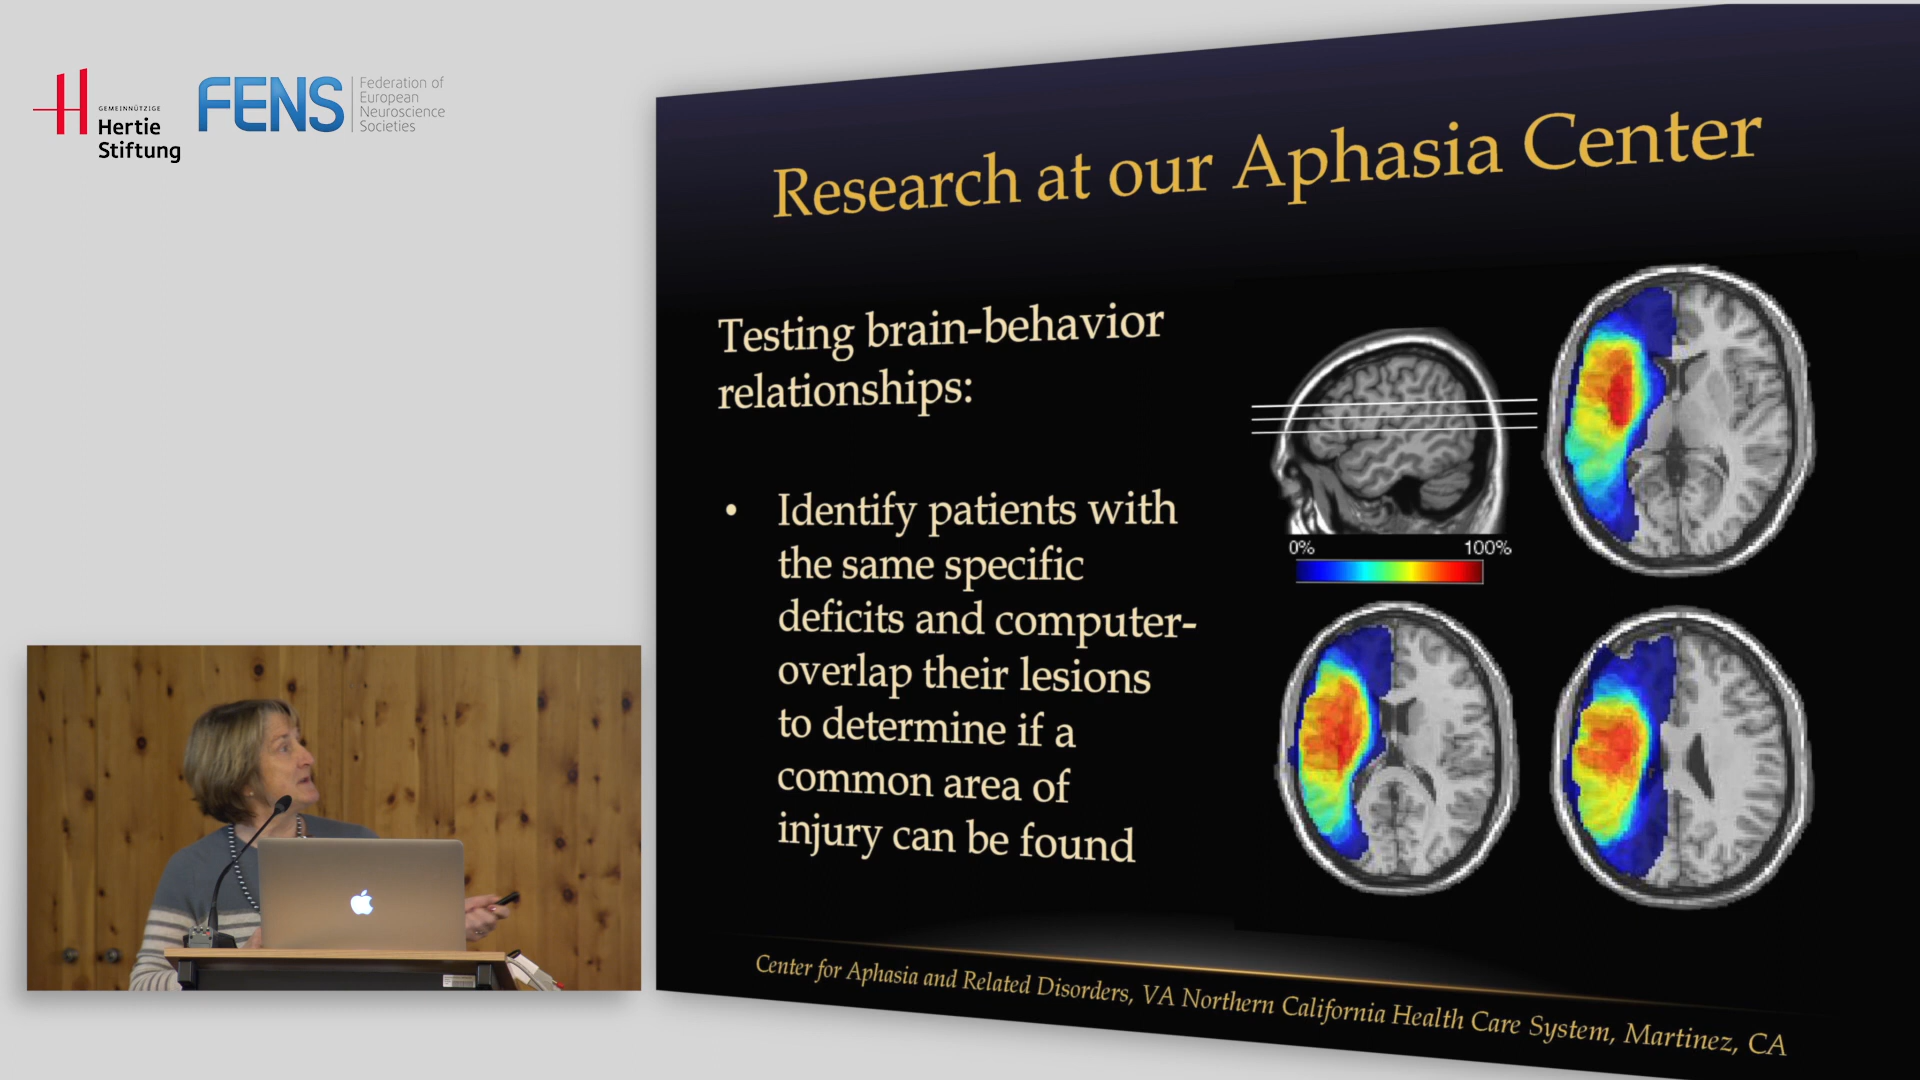 GEMEINNÜTZIGE
Hertie
Stiftung
FENS
Federation of
European
Neuroscience
Societies
Research at our Aphasia Center
Testing brain-behavior
relationships:
• Identify patients with
the same specific
deficits and computer-
overlap their lesions
to determine if a
common area of
injury can be found
0% 100%
Center for Aphasia and Related Disorders, VA Northern California Health Care System, Martinez, CA